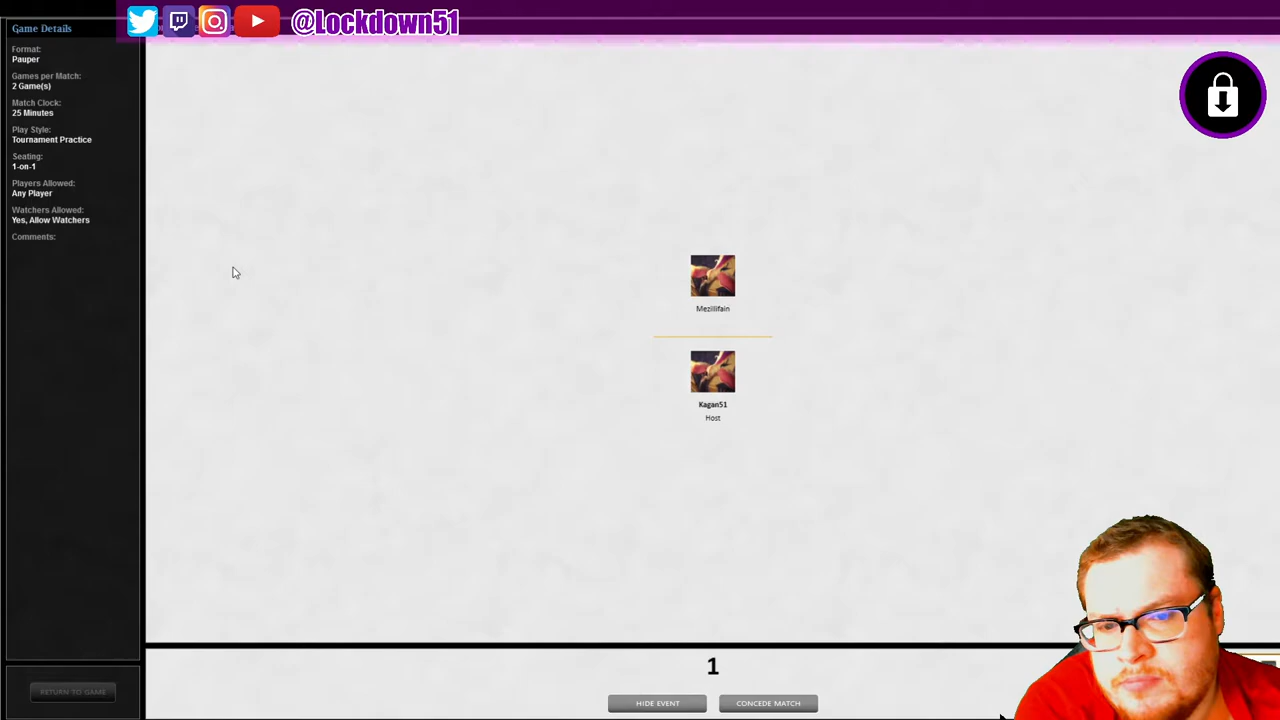 @Lockdown51
Game Details
Format:
Pauper
Games per Match:
2 Game(s)
Match Clock:
25 Minutes
Play Style:
Tournament Practice
Seating:
1-on-1
Players Allowed:
Any Player
Watchers Allowed:
Yes, Allow Watchers
Comments:
Mezillifain
Kagan51
Host
1
RETURN TO GAME
HIDE EVENT
CONCEDE MATCH